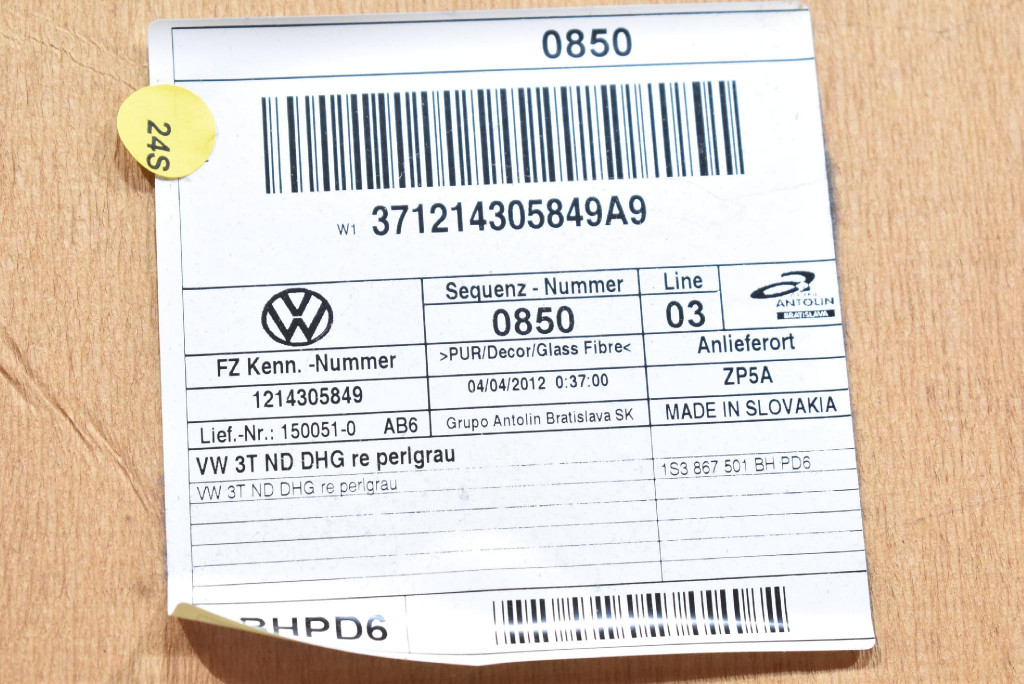 0850
24S
W1 371214305849A9
Sequenz - Nummer
Line
0850
03
ANTOLIN
BRATISLAVA
FZ Kenn. -Nummer
>PUR/Decor/Glass Fibre<
Anlieferort
1214305849
04/04/2012 0:37:00
ZP5A
Lief.-Nr.: 150051-0 AB6
Grupo Antolin Bratislava SK
MADE IN SLOVAKIA
VW 3T ND DHG re perlgrau
VW 3T ND DHG re perlgrau
1S3 867 501 BH PD6
BHPD6